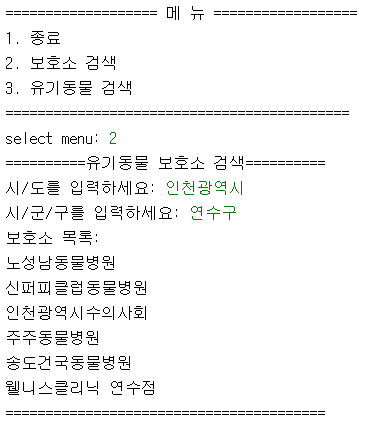 =================== 메 뉴 ==================
1. 종료
2. 보호소 검색
3. 유기동물 검색
===========================================
select menu: 2
==========유기동물 보호소 검색==========
시/도를 입력하세요: 인천광역시
시/군/구를 입력하세요: 연수구
보호소 목록:
노성남동물병원
신퍼피클럽동물병원
인천광역시수의사회
주주동물병원
송도건국동물병원
웰니스클리닉 연수점
========================================